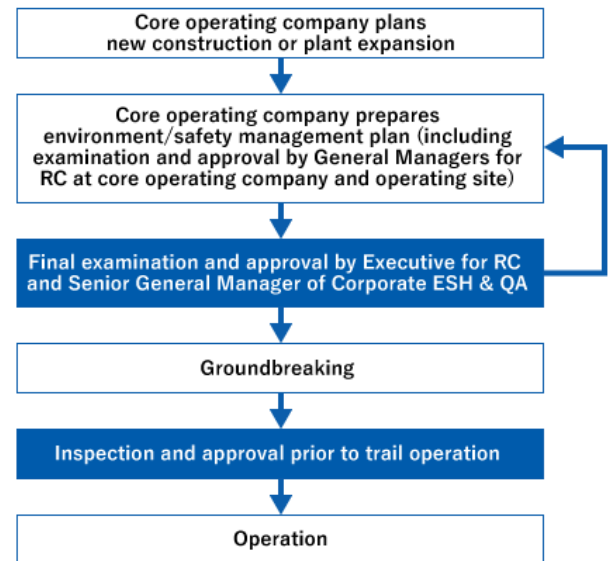 Core operating company plans
new construction or plant expansion
Core operating company prepares
environment/safety management plan (including
examination and approval by General Managers for
RC at core operating company and operating site)
Final examination and approval by Executive for RC
and Senior General Manager of Corporate ESH & QA
Groundbreaking
Inspection and approval prior to trail operation
Operation